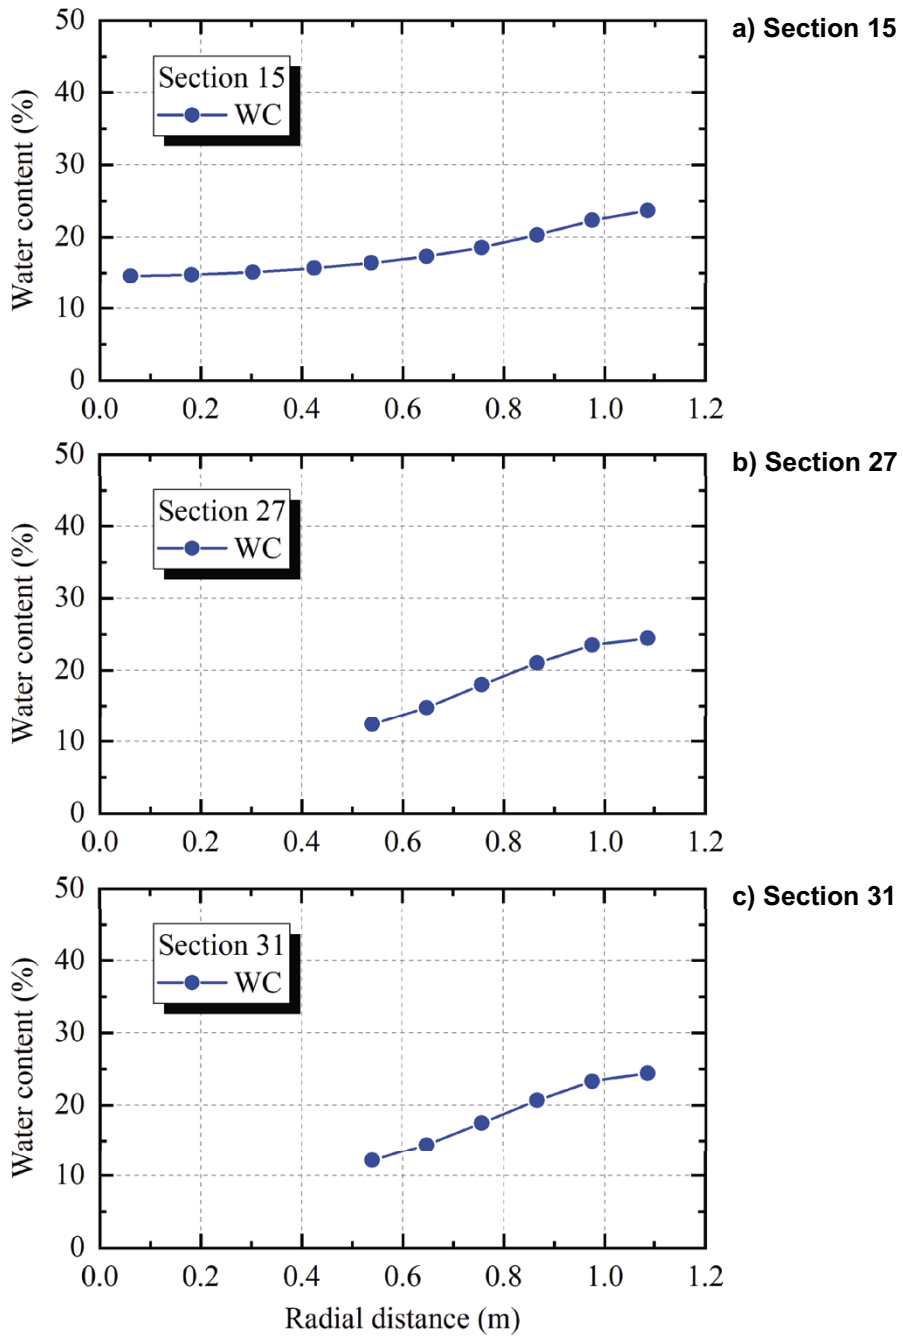 a) Section 15
Section 15
WC
Water content (%)
50
40
30
20
10
0
0.0 0.2 0.4 0.6 0.8 1.0 1.2
b) Section 27
Section 27
WC
Water content (%)
50
40
30
20
10
0
0.0 0.2 0.4 0.6 0.8 1.0 1.2
c) Section 31
Section 31
WC
Water content (%)
50
40
30
20
10
0
0.0 0.2 0.4 0.6 0.8 1.0 1.2
Radial distance (m)